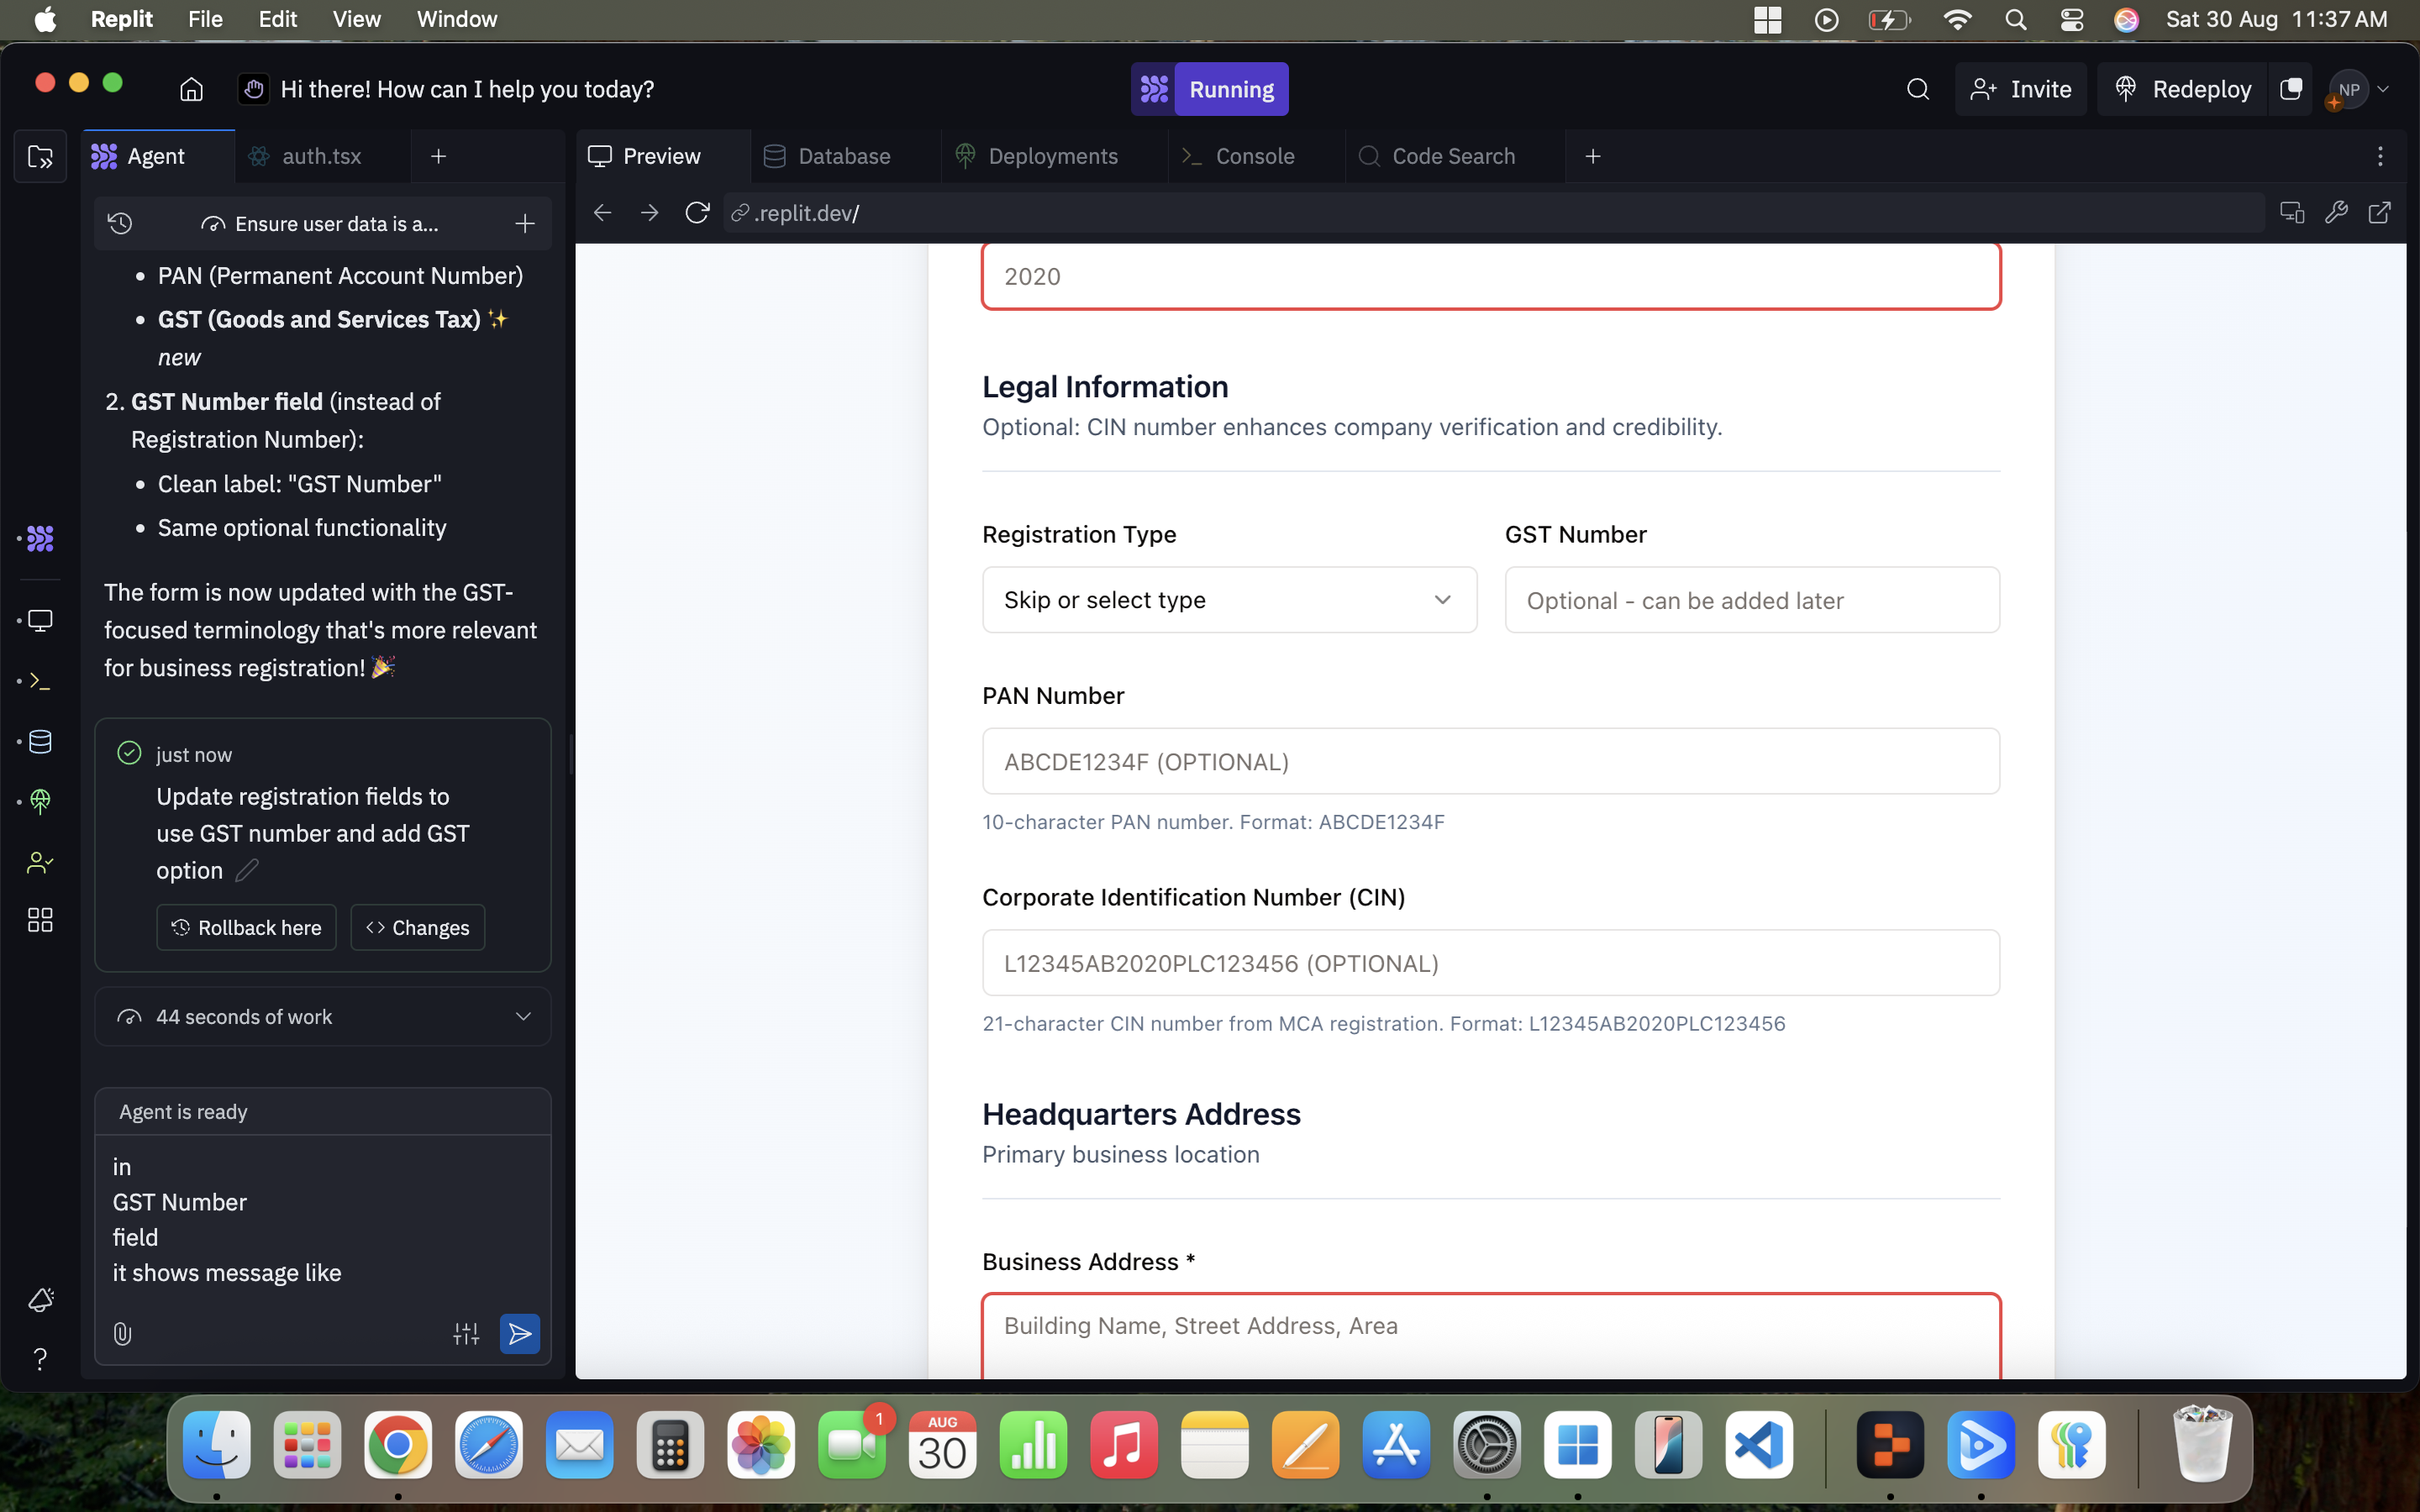 Replit File Edit View Window Sat 30 Aug 11:37 AM
Hi there! How can I help you today?
Running
Invite
Redeploy
NP
Agent
auth.tsx
Preview
Database
Deployments
Console
Code Search
Ensure user data is a...
.replit.dev/
• PAN (Permanent Account Number)
• GST (Goods and Services Tax) ✨
new
2. GST Number field (instead of
Registration Number):
• Clean label: "GST Number"
• Same optional functionality
The form is now updated with the GST-
focused terminology that's more relevant
for business registration! 🎉
just now
Update registration fields to
use GST number and add GST
option
Rollback here
Changes
44 seconds of work
Agent is ready
in
GST Number
field
it shows message like
2020
Legal Information
Optional: CIN number enhances company verification and credibility.
Registration Type
GST Number
Skip or select type
Optional - can be added later
PAN Number
ABCDE1234F (OPTIONAL)
10-character PAN number. Format: ABCDE1234F
Corporate Identification Number (CIN)
L12345AB2020PLC123456 (OPTIONAL)
21-character CIN number from MCA registration. Format: L12345AB2020PLC123456
Headquarters Address
Primary business location
Business Address *
Building Name, Street Address, Area
1
AUG
30